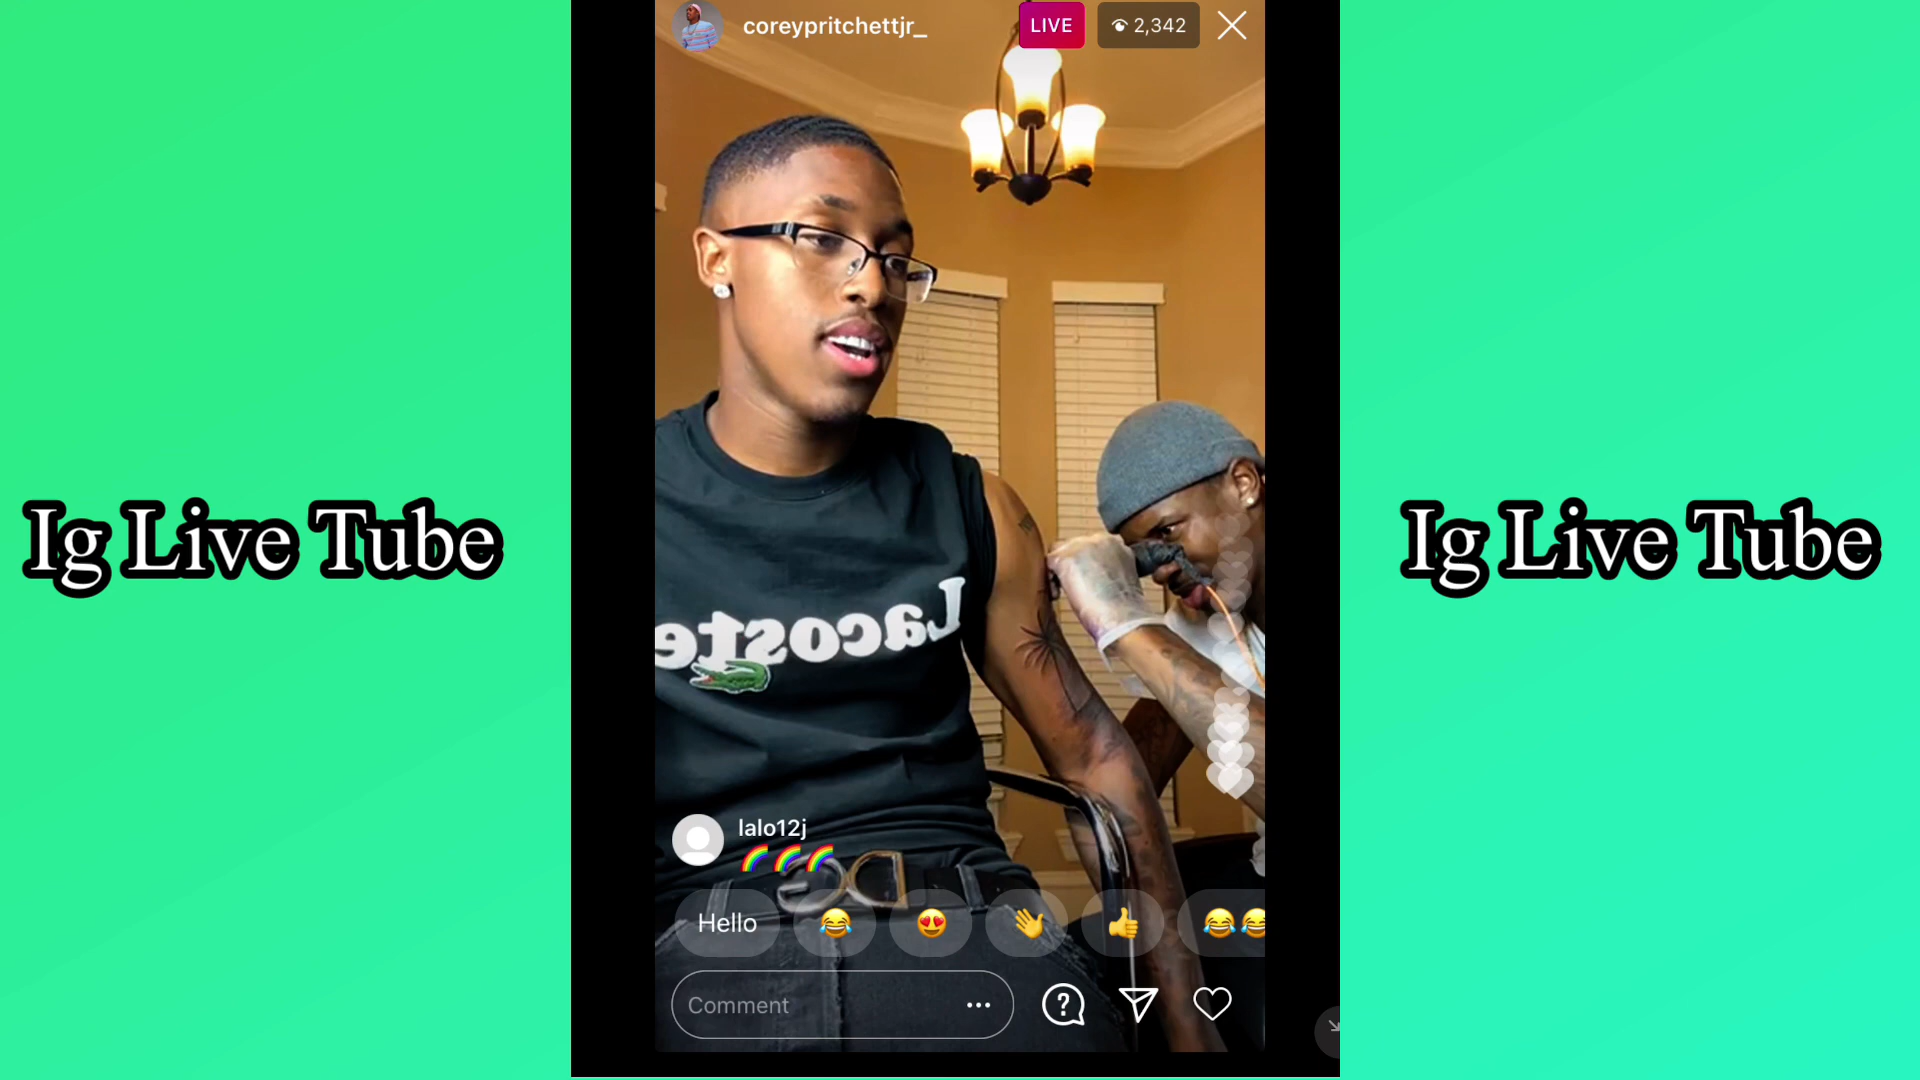 coreypritchettjr_
LIVE
2,342
Ig Live Tube
Ig Live Tube
Lacoste
lalo12j
Hello
Comment